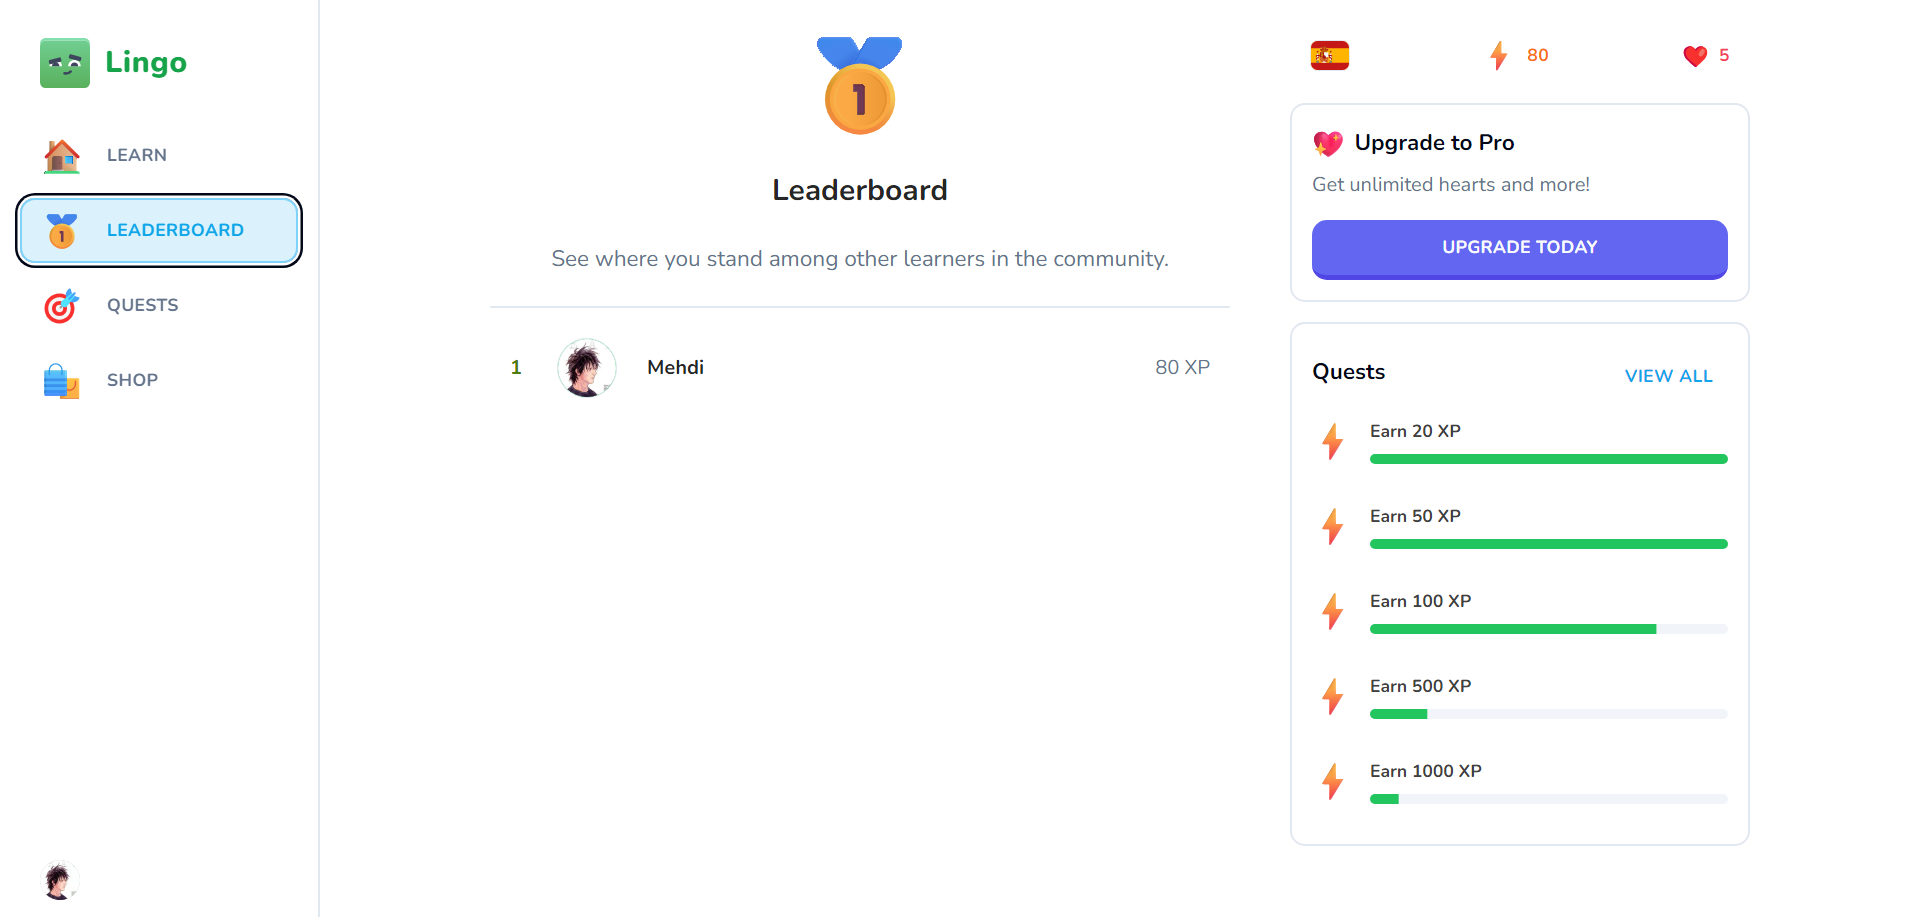 Lingo
LEARN
LEADERBOARD
QUESTS
SHOP
1
Leaderboard
See where you stand among other learners in the community.
1 Mehdi 80 XP
80 5
Upgrade to Pro
Get unlimited hearts and more!
UPGRADE TODAY
Quests VIEW ALL
Earn 20 XP
Earn 50 XP
Earn 100 XP
Earn 500 XP
Earn 1000 XP